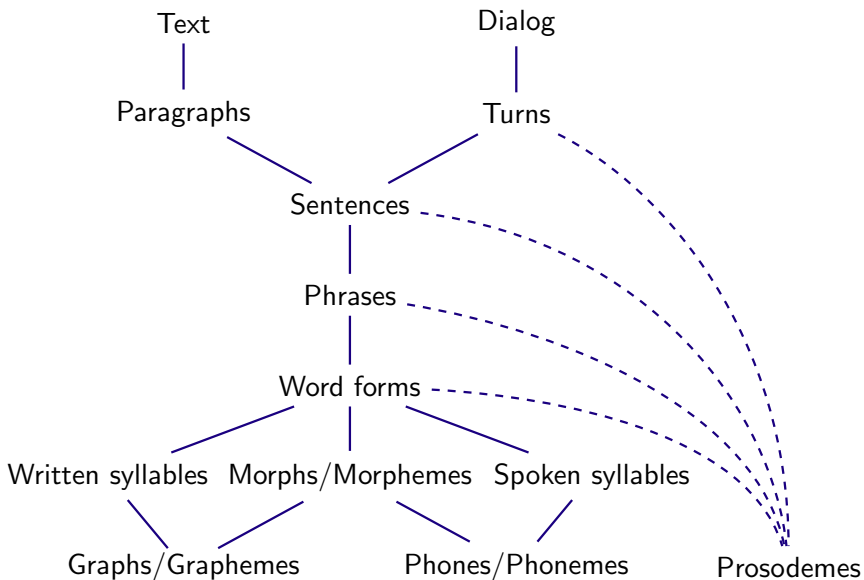 Text
Dialog
Paragraphs
Turns
Sentences
Phrases
Word forms
Written syllables
Morphs/Morphemes
Spoken syllables
Graphs/Graphemes
Phones/Phonemes
Prosodemes